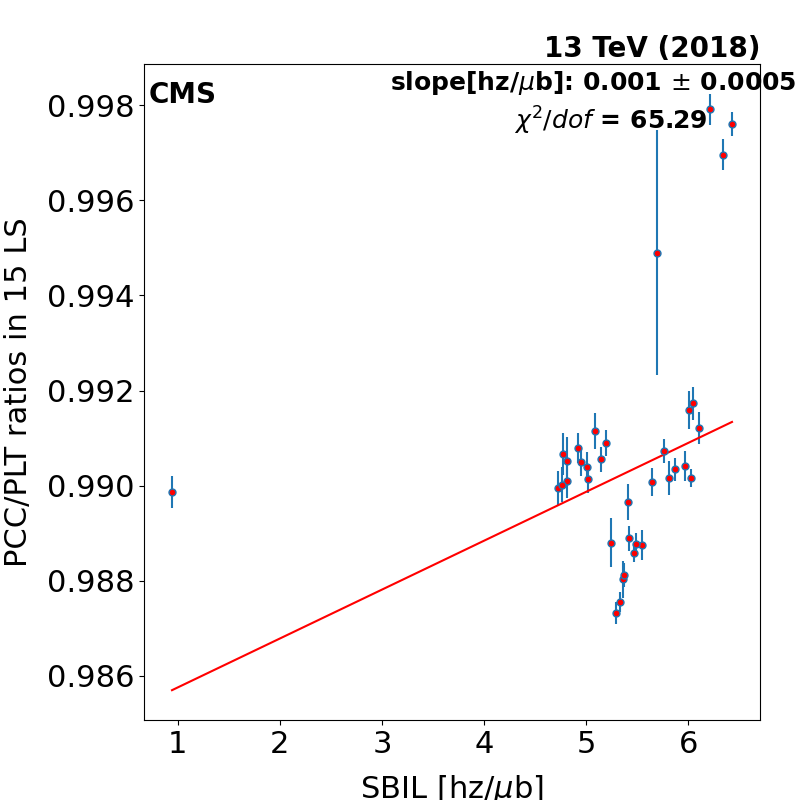 13 TeV (2018)
CMS
slope[hz/μb]: 0.001 ± 0.0005
χ²/dof = 65.29
0.998
0.996
0.994
0.992
0.990
0.988
0.986
PCC/PLT ratios in 15 LS
1 2 3 4 5 6
SBIL [hz/μb]